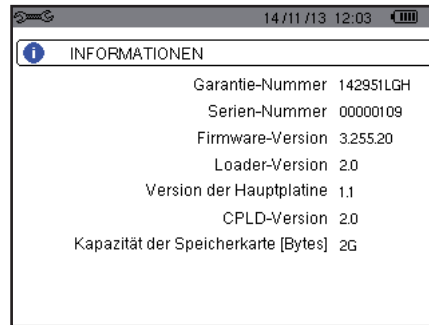 14/11/13 12:03
INFORMATIONEN
Garantie-Nummer 142951LGH
Serien-Nummer 00000109
Firmware-Version 3.255.20
Loader-Version 2.0
Version der Hauptplatine 1.1
CPLD-Version 2.0
Kapazität der Speicherkarte [Bytes] 2G